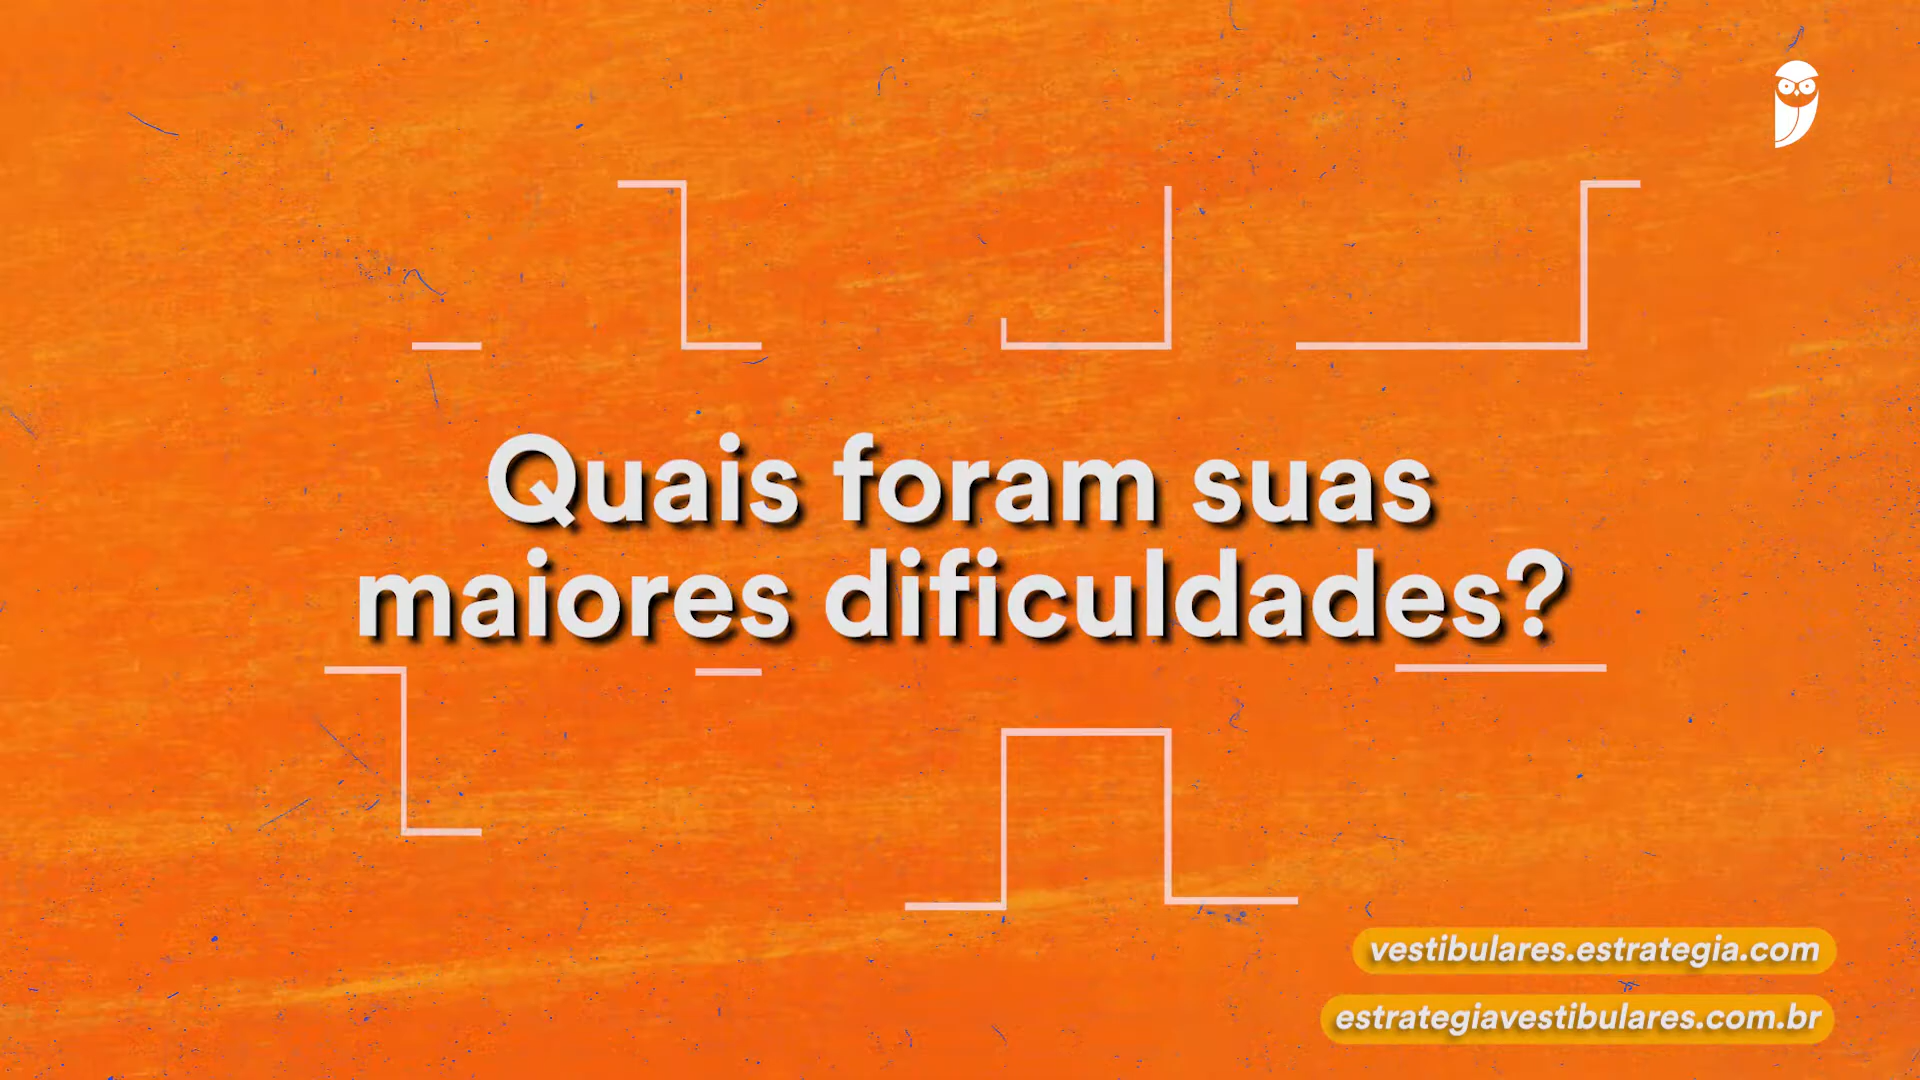 Quais foram suas
maiores dificuldades?
vestibulares.estrategia.com
estrategiavestibulares.com.br